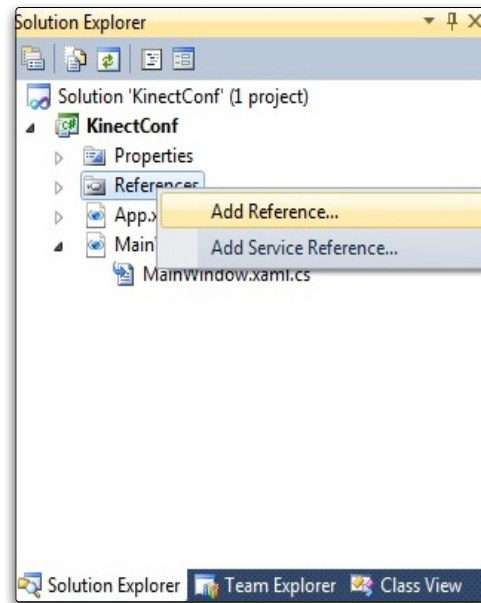 Solution Explorer
Solution 'KinectConf' (1 project)
KinectConf
Properties
References
Add Reference...
App.x
Add Service Reference...
MainWindow.xaml.cs
Solution Explorer Team Explorer Class View